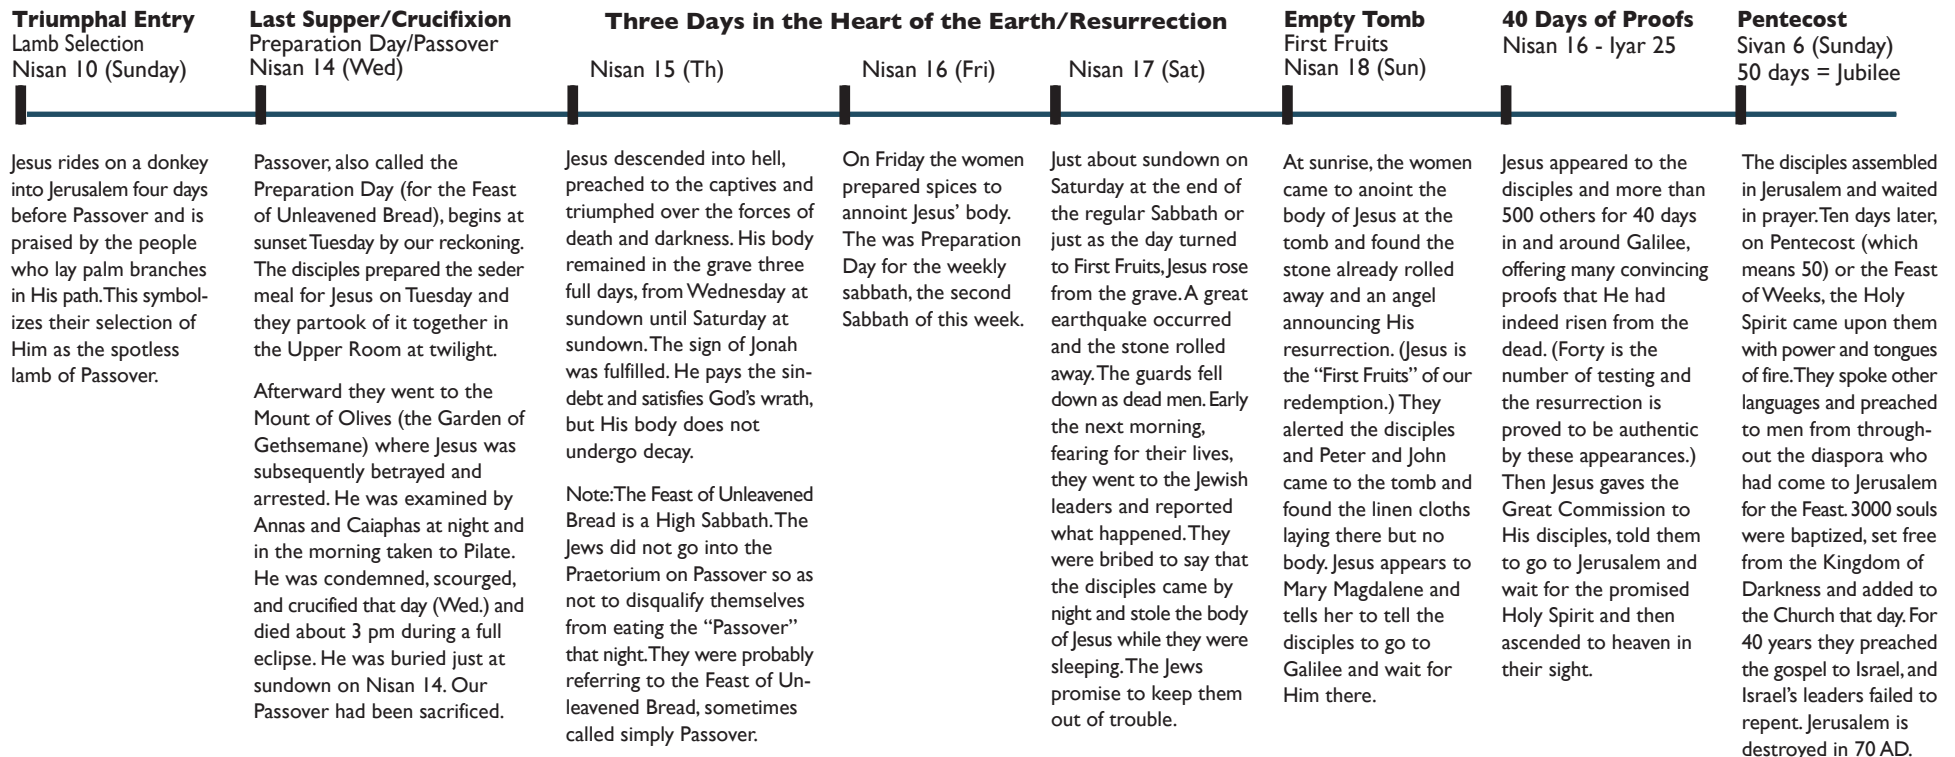 Triumphal Entry
Lamb Selection
Nisan 10 (Sunday)
Jesus rides on a donkey
into Jerusalem four days
before Passover and is
praised by the people
who lay palm branches
in His path. This symbol-
izes their selection of
Him as the spotless
lamb of Passover.
Last Supper/Crucifixion
Preparation Day/Passover
Nisan 14 (Wed)
Passover, also called the
Preparation Day (for the Feast
of Unleavened Bread), begins at
sunset Tuesday by our reckoning.
The disciples prepared the seder
meal for Jesus on Tuesday and
they partook of it together in
the Upper Room at twilight.
Afterward they went to the
Mount of Olives (the Garden of
Gethsemane) where Jesus was
subsequently betrayed and
arrested. He was examined by
Annas and Caiaphas at night and
in the morning taken to Pilate.
He was condemned, scourged,
and crucified that day (Wed.) and
died about 3 pm during a full
eclipse. He was buried just at
sundown on Nisan 14. Our
Passover had been sacrificed.
Three Days in the Heart of the Earth/Resurrection
Nisan 15 (Th)
Jesus descended into hell,
preached to the captives and
triumphed over the forces of
death and darkness. His body
remained in the grave three
full days, from Wednesday at
sundown until Saturday at
sundown. The sign of Jonah
was fulfilled. He pays the sin-
debt and satisfies God's wrath,
but His body does not
undergo decay.
Note: The Feast of Unleavened
Bread is a High Sabbath. The
Jews did not go into the
Praetorium on Passover so as
not to disqualify themselves
from eating the “Passover”
that night. They were probably
referring to the Feast of Un-
leavened Bread, sometimes
called simply Passover.
Nisan 16 (Fri)
On Friday the women
prepared spices to
annoint Jesus' body.
The was Preparation
Day for the weekly
sabbath, the second
Sabbath of this week.
Nisan 17 (Sat)
Just about sundown on
Saturday at the end of
the regular Sabbath or
just as the day turned
to First Fruits, Jesus rose
from the grave. A great
earthquake occurred
and the stone rolled
away. The guards fell
down as dead men. Early
the next morning,
fearing for their lives,
they went to the Jewish
leaders and reported
what happened. They
were bribed to say that
the disciples came by
night and stole the body
of Jesus while they were
sleeping. The Jews
promise to keep them
out of trouble.
Empty Tomb
First Fruits
Nisan 18 (Sun)
At sunrise, the women
came to anoint the
body of Jesus at the
tomb and found the
stone already rolled
away and an angel
announcing His
resurrection. (Jesus is
the “First Fruits” of our
redemption.) They
alerted the disciples
and Peter and John
came to the tomb and
found the linen cloths
laying there but no
body. Jesus appears to
Mary Magdalene and
tells her to tell the
disciples to go to
Galilee and wait for
Him there.
40 Days of Proofs
Nisan 16 - Iyar 25
Jesus appeared to the
disciples and more than
500 others for 40 days
in and around Galilee,
offering many convincing
proofs that He had
indeed risen from the
dead. (Forty is the
number of testing and
the resurrection is
proved to be authentic
by these appearances.)
Then Jesus gaves the
Great Commission to
His disciples, told them
to go to Jerusalem and
wait for the promised
Holy Spirit and then
ascended to heaven in
their sight.
Pentecost
Sivan 6 (Sunday)
50 days = Jubilee
The disciples assembled
in Jerusalem and waited
in prayer. Ten days later,
on Pentecost (which
means 50) or the Feast
of Weeks, the Holy
Spirit came upon them
with power and tongues
of fire. They spoke other
languages and preached
to men from through-
out the diaspora who
had come to Jerusalem
for the Feast. 3000 souls
were baptized, set free
from the Kingdom of
Darkness and added to
the Church that day. For
40 years they preached
the gospel to Israel, and
Israel's leaders failed to
repent. Jerusalem is
destroyed in 70 AD.